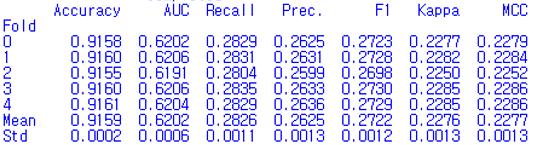 Accuracy AUC Recall Prec. F1 Kappa MCC
Fold
0 0.9158 0.6202 0.2829 0.2625 0.2723 0.2277 0.2279
1 0.9160 0.6206 0.2831 0.2631 0.2728 0.2282 0.2284
2 0.9155 0.6191 0.2804 0.2599 0.2698 0.2250 0.2252
3 0.9160 0.6206 0.2835 0.2633 0.2730 0.2285 0.2286
4 0.9161 0.6204 0.2829 0.2636 0.2729 0.2285 0.2286
Mean 0.9159 0.6202 0.2826 0.2625 0.2722 0.2276 0.2277
Std 0.0002 0.0006 0.0011 0.0013 0.0012 0.0013 0.0013